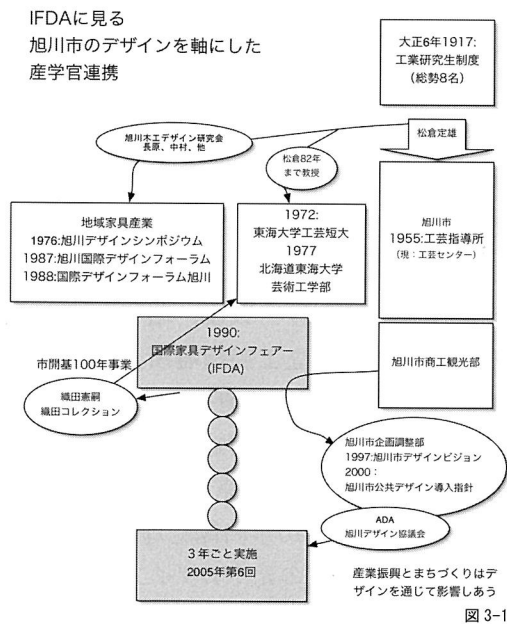 IFDAに見る
旭川市のデザインを軸にした
産学官連携
大正6年1917:
工業研究生制度
（総勢8名）
松倉定雄
旭川木工デザイン研究会
長原、中村、他
松倉82年
まで教授
地域家具産業
1976:旭川デザインシンポジウム
1987:旭川国際デザインフォーラム
1988:国際デザインフォーラム旭川
1972:
東海大学工芸短大
1977
北海道東海大学
芸術工学部
旭川市
1955:工芸指導所
(現：工芸センター)
1990:
国際家具デザインフェアー
(IFDA)
市開基100年事業
織田憲嗣
織田コレクション
旭川市商工観光部
旭川市企画調整部
1997:旭川市デザインビジョン
2000：
旭川市公共デザイン導入指針
ADA
旭川デザイン協議会
３年ごと実施
2005年第6回
産業振興とまちづくりはデ
ザインを通じて影響しあう
図 3-1